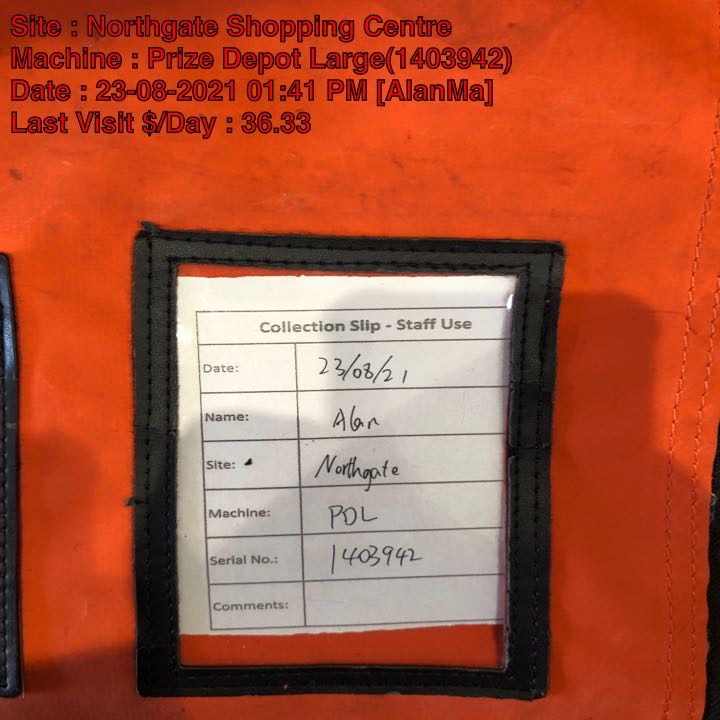 Site : Northgate Shopping Centre
Machine : Prize Depot Large(1403942)
Date : 23-08-2021 01:41 PM [AlanMa]
Last Visit $/Day : 36.33
Collection Slip - Staff Use
Date: 23/08/21
Name: Alan
Site: Northgate
Machine: PDL
Serial No.: 1403942
Comments: